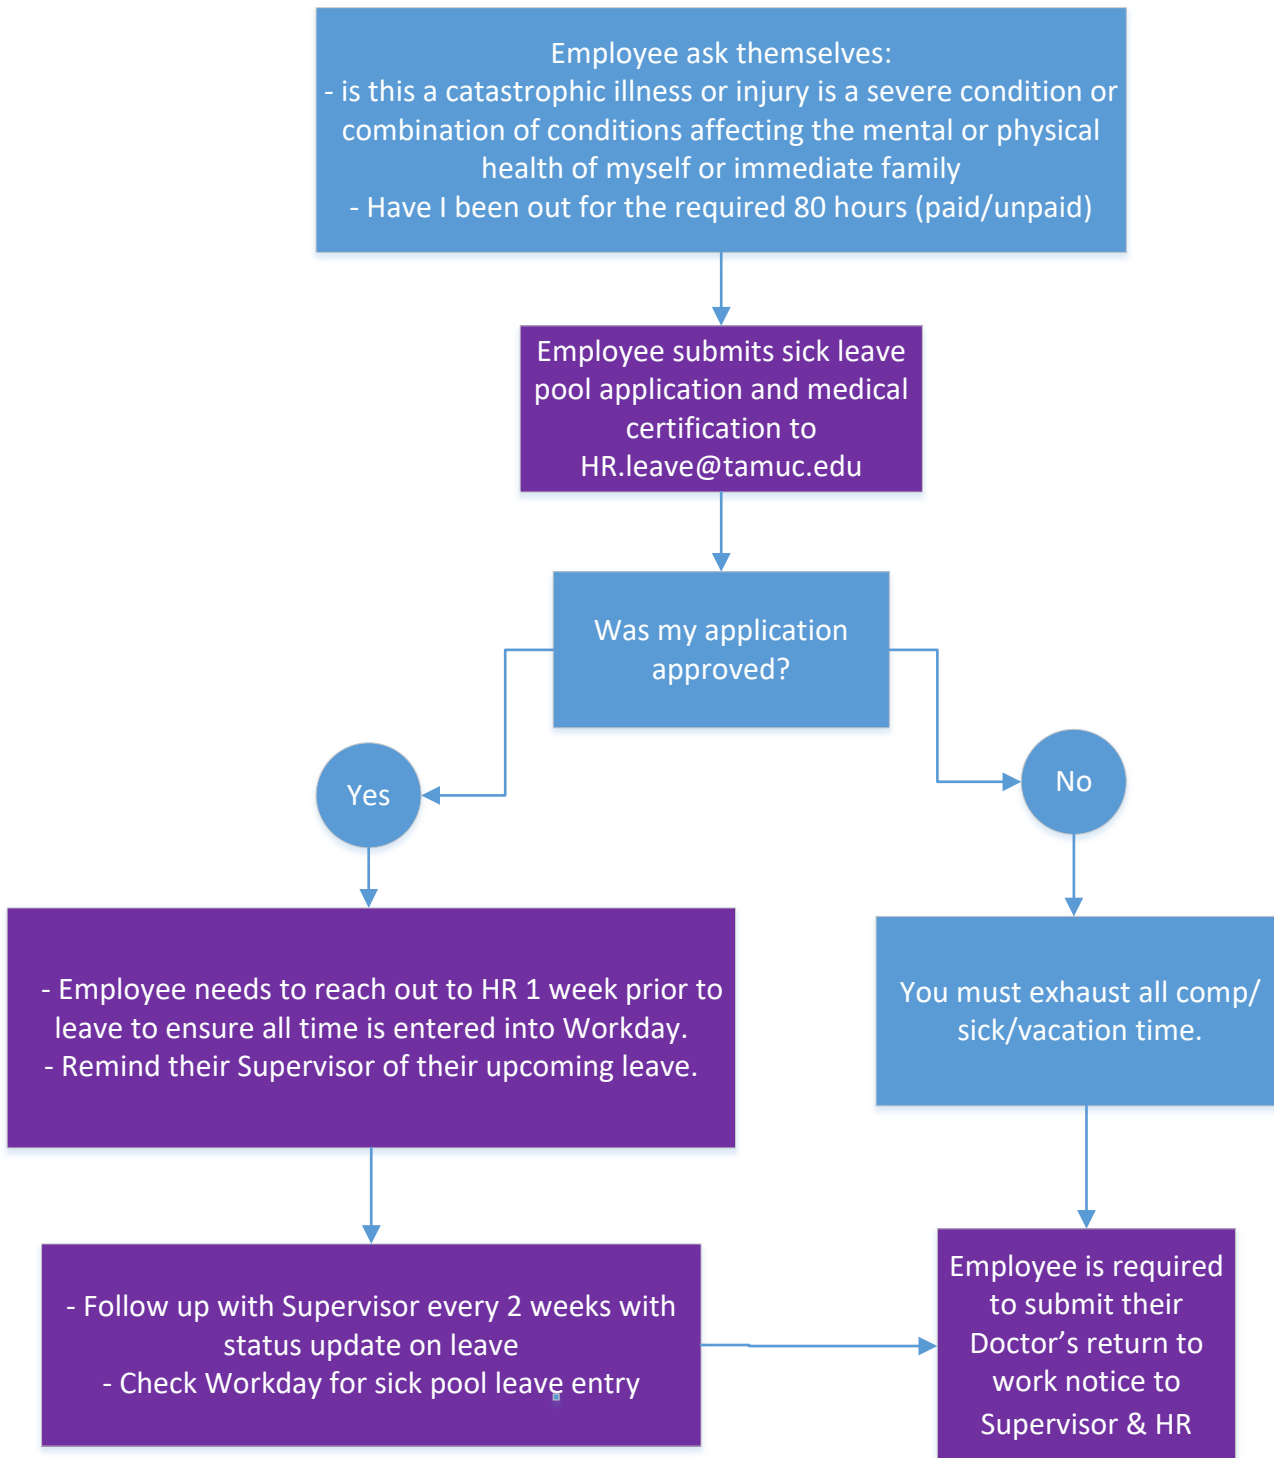 Employee ask themselves:
- is this a catastrophic illness or injury is a severe condition or
combination of conditions affecting the mental or physical
health of myself or immediate family
- Have I been out for the required 80 hours (paid/unpaid)
Employee submits sick leave
pool application and medical
certification to
HR.leave@tamuc.edu
Was my application
approved?
Yes
No
- Employee needs to reach out to HR 1 week prior to
leave to ensure all time is entered into Workday.
- Remind their Supervisor of their upcoming leave.
You must exhaust all comp/
sick/vacation time.
- Follow up with Supervisor every 2 weeks with
status update on leave
- Check Workday for sick pool leave entry
Employee is required
to submit their
Doctor’s return to
work notice to
Supervisor & HR